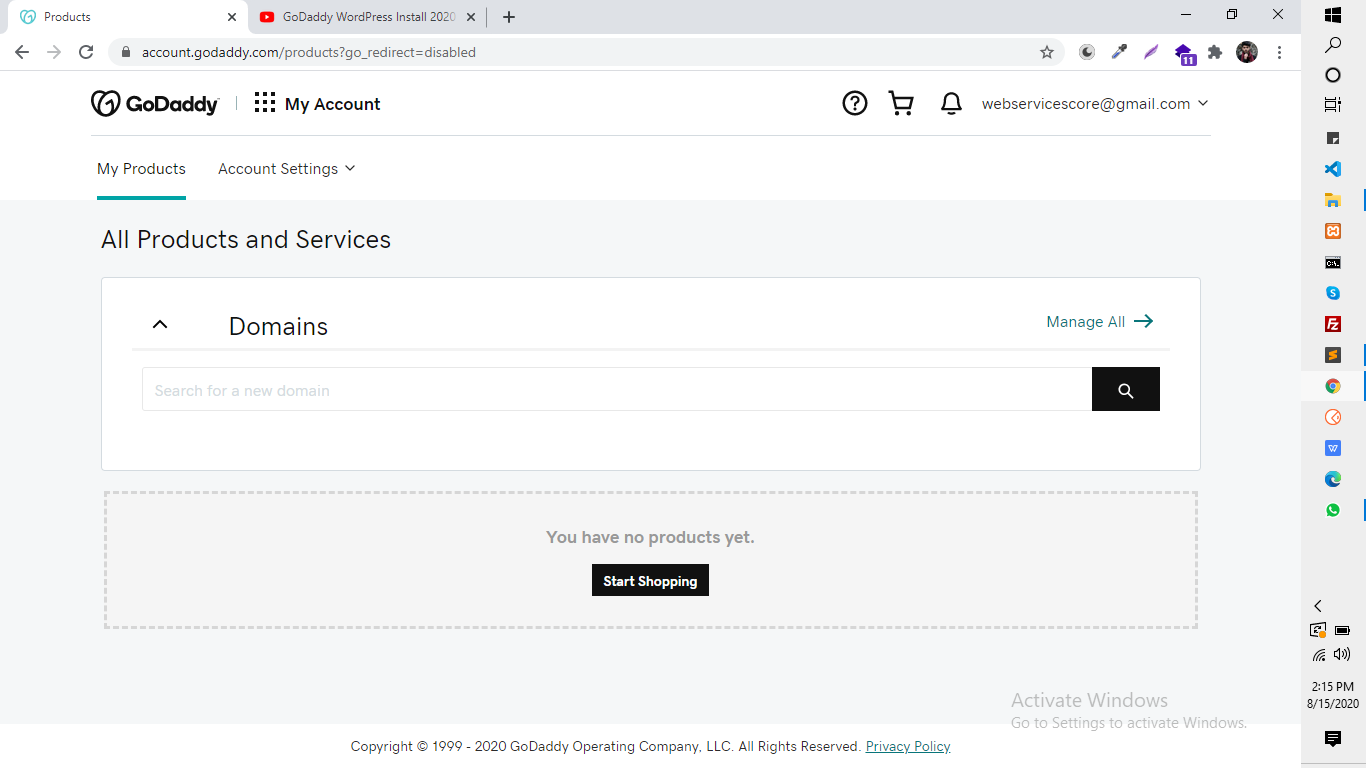 Products
GoDaddy WordPress Install 2020
account.godaddy.com/products?go_redirect=disabled
11
GoDaddy
My Account
webservicescore@gmail.com
My Products
Account Settings
All Products and Services
Domains
Manage All
Search for a new domain
You have no products yet.
Start Shopping
Activate Windows
Go to Settings to activate Windows.
Copyright © 1999 - 2020 GoDaddy Operating Company, LLC. All Rights Reserved. Privacy Policy
2:15 PM
8/15/2020